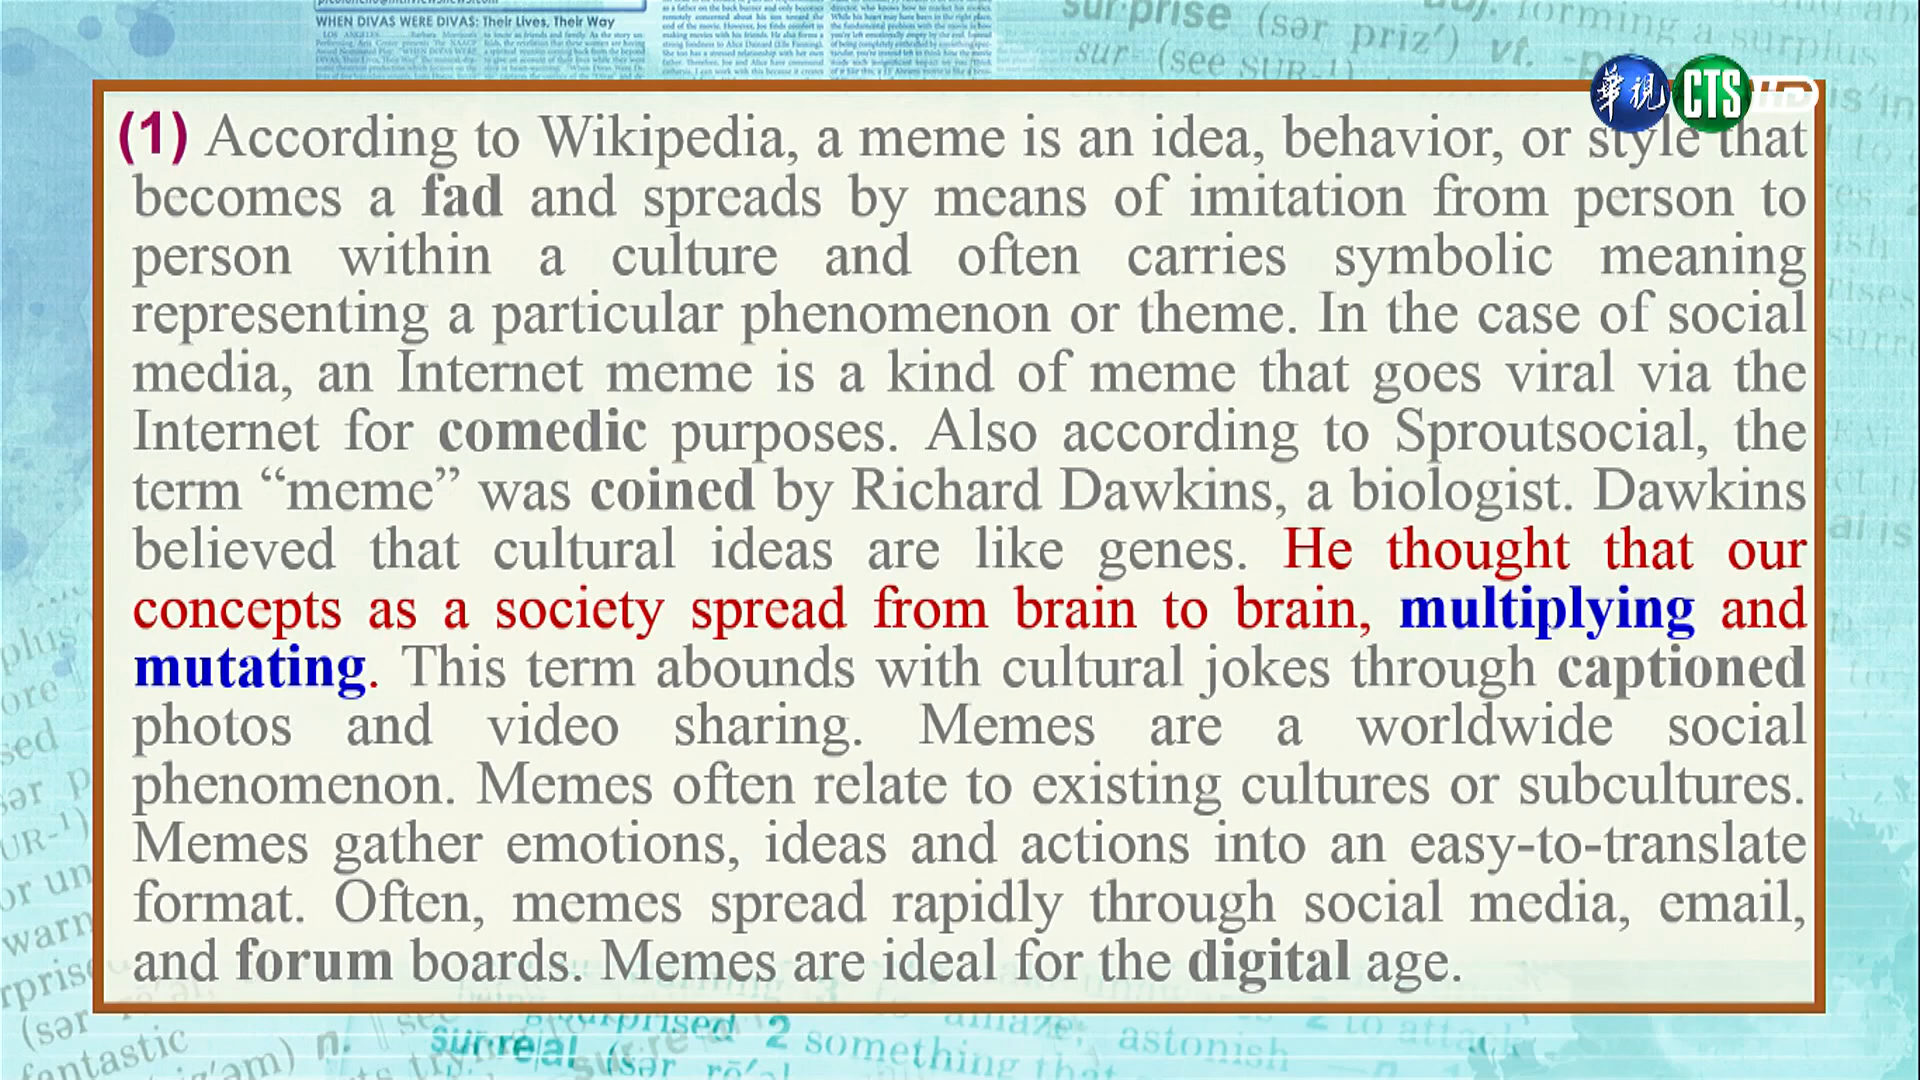 WHEN DIVAS WERE DIVAS: Their Lives, Their Way
華視 CTS HD
(1) According to Wikipedia, a meme is an idea, behavior, or style that
becomes a fad and spreads by means of imitation from person to
person within a culture and often carries symbolic meaning
representing a particular phenomenon or theme. In the case of social
media, an Internet meme is a kind of meme that goes viral via the
Internet for comedic purposes. Also according to Sproutsocial, the
term “meme” was coined by Richard Dawkins, a biologist. Dawkins
believed that cultural ideas are like genes. He thought that our
concepts as a society spread from brain to brain, multiplying and
mutating. This term abounds with cultural jokes through captioned
photos and video sharing. Memes are a worldwide social
phenomenon. Memes often relate to existing cultures or subcultures.
Memes gather emotions, ideas and actions into an easy-to-translate
format. Often, memes spread rapidly through social media, email,
and forum boards. Memes are ideal for the digital age.